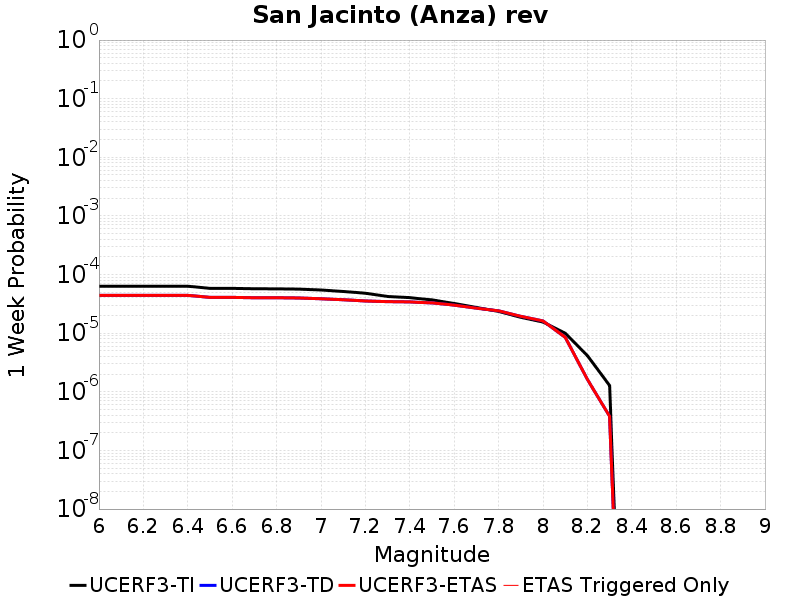 San Jacinto (Anza) rev
10^0
10^-1
10^-2
10^-3
10^-4
10^-5
10^-6
10^-7
10^-8
1 Week Probability
6 6.2 6.4 6.6 6.8 7 7.2 7.4 7.6 7.8 8 8.2 8.4 8.6 8.8 9
Magnitude
UCERF3-TI UCERF3-TD UCERF3-ETAS ETAS Triggered Only